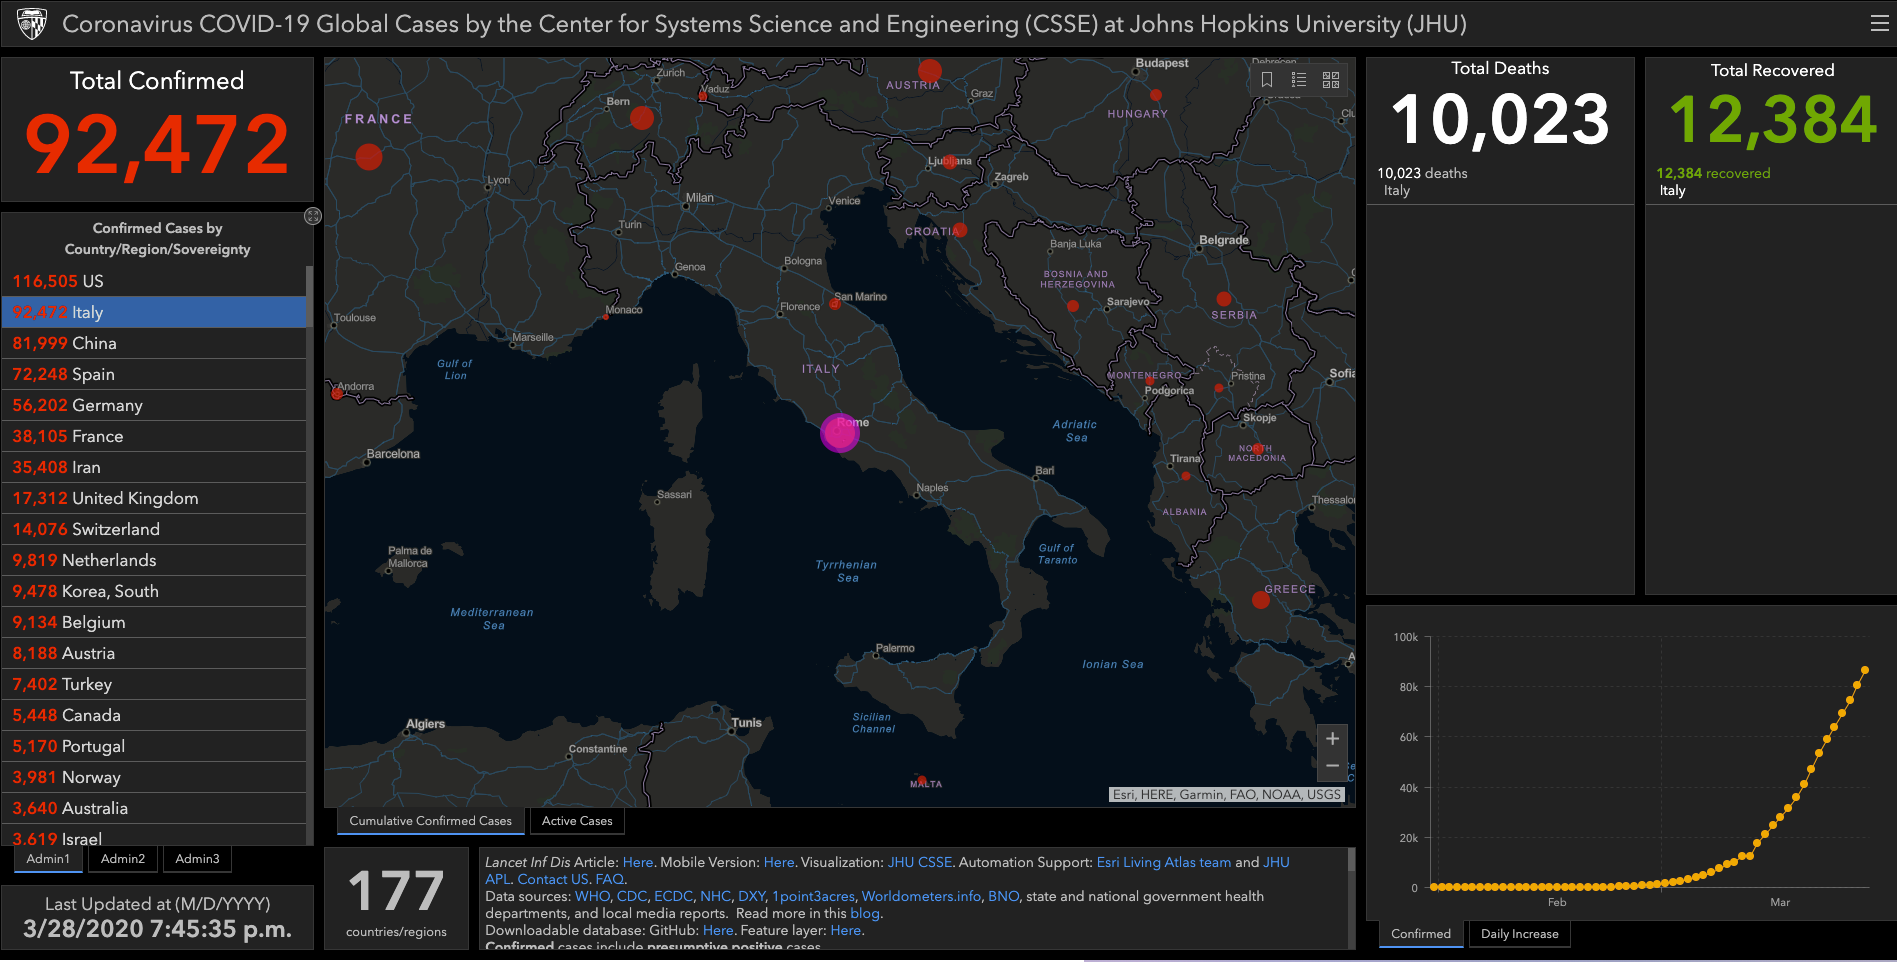 Coronavirus COVID-19 Global Cases by the Center for Systems Science and Engineering (CSSE) at Johns Hopkins University (JHU)
Total Confirmed
92,472
Confirmed Cases by
Country/Region/Sovereignty
116,505 US
92,472 Italy
81,999 China
72,248 Spain
56,202 Germany
38,105 France
35,408 Iran
17,312 United Kingdom
14,076 Switzerland
9,819 Netherlands
9,478 Korea, South
9,134 Belgium
8,188 Austria
7,402 Turkey
5,448 Canada
5,170 Portugal
3,981 Norway
3,640 Australia
3,619 Israel
Admin1
Admin2
Admin3
Last Updated at (M/D/YYYY)
3/28/2020 7:45:35 p.m.
Zurich
Budapest
Debrecen
Vaduz
AUSTRIA
Graz
Bern
FRANCE
HUNGARY
Ljubljana
Zagreb
Lyon
Milan
Venice
Turin
CROATIA
Belgrade
Banja Luka
Bologna
Genoa
BOSNIA AND
HERZEGOVINA
San Marino
Sarajevo
Florence
Monaco
SERBIA
Toulouse
Marseille
Gulf of
Lion
ITALY
MONTENEGRO
Pristina
Podgorica
Andorra
Rome
Skopje
Adriatic
Sea
NORTH
MACEDONIA
Barcelona
Tirana
Bari
Sassari
Naples
ALBANIA
Palma de
Mallorca
Gulf of
Taranto
Tyrrhenian
Sea
GREECE
Mediterranean
Sea
Palermo
Ionian Sea
Algiers
Tunis
Sicilian
Channel
Constantine
MALTA
+
−
Esri, HERE, Garmin, FAO, NOAA, USGS
Cumulative Confirmed Cases
Active Cases
177
countries/regions
Lancet Inf Dis Article: Here. Mobile Version: Here. Visualization: JHU CSSE. Automation Support: Esri Living Atlas team and JHU
APL. Contact US. FAQ.
Data sources: WHO, CDC, ECDC, NHC, DXY, 1point3acres, Worldometers.info, BNO, state and national government health
departments, and local media reports. Read more in this blog.
Downloadable database: GitHub: Here. Feature layer: Here.
Confirmed cases include presumptive positive cases
Total Deaths
10,023
10,023 deaths
Italy
Total Recovered
12,384
12,384 recovered
Italy
100k
80k
60k
40k
20k
0
Feb
Mar
Confirmed
Daily Increase